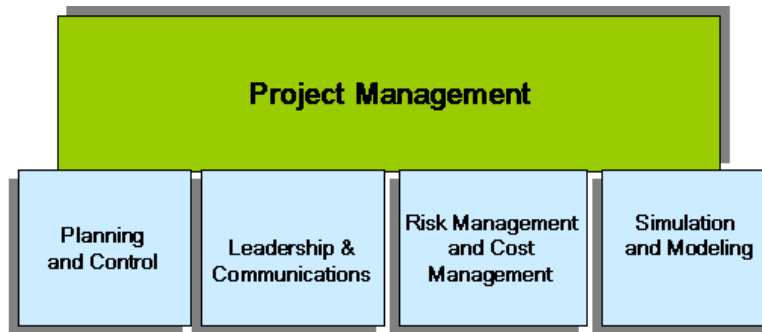 Project Management
Planning
and Control
Leadership &
Communications
Risk Management
and Cost
Management
Simulation
and Modeling